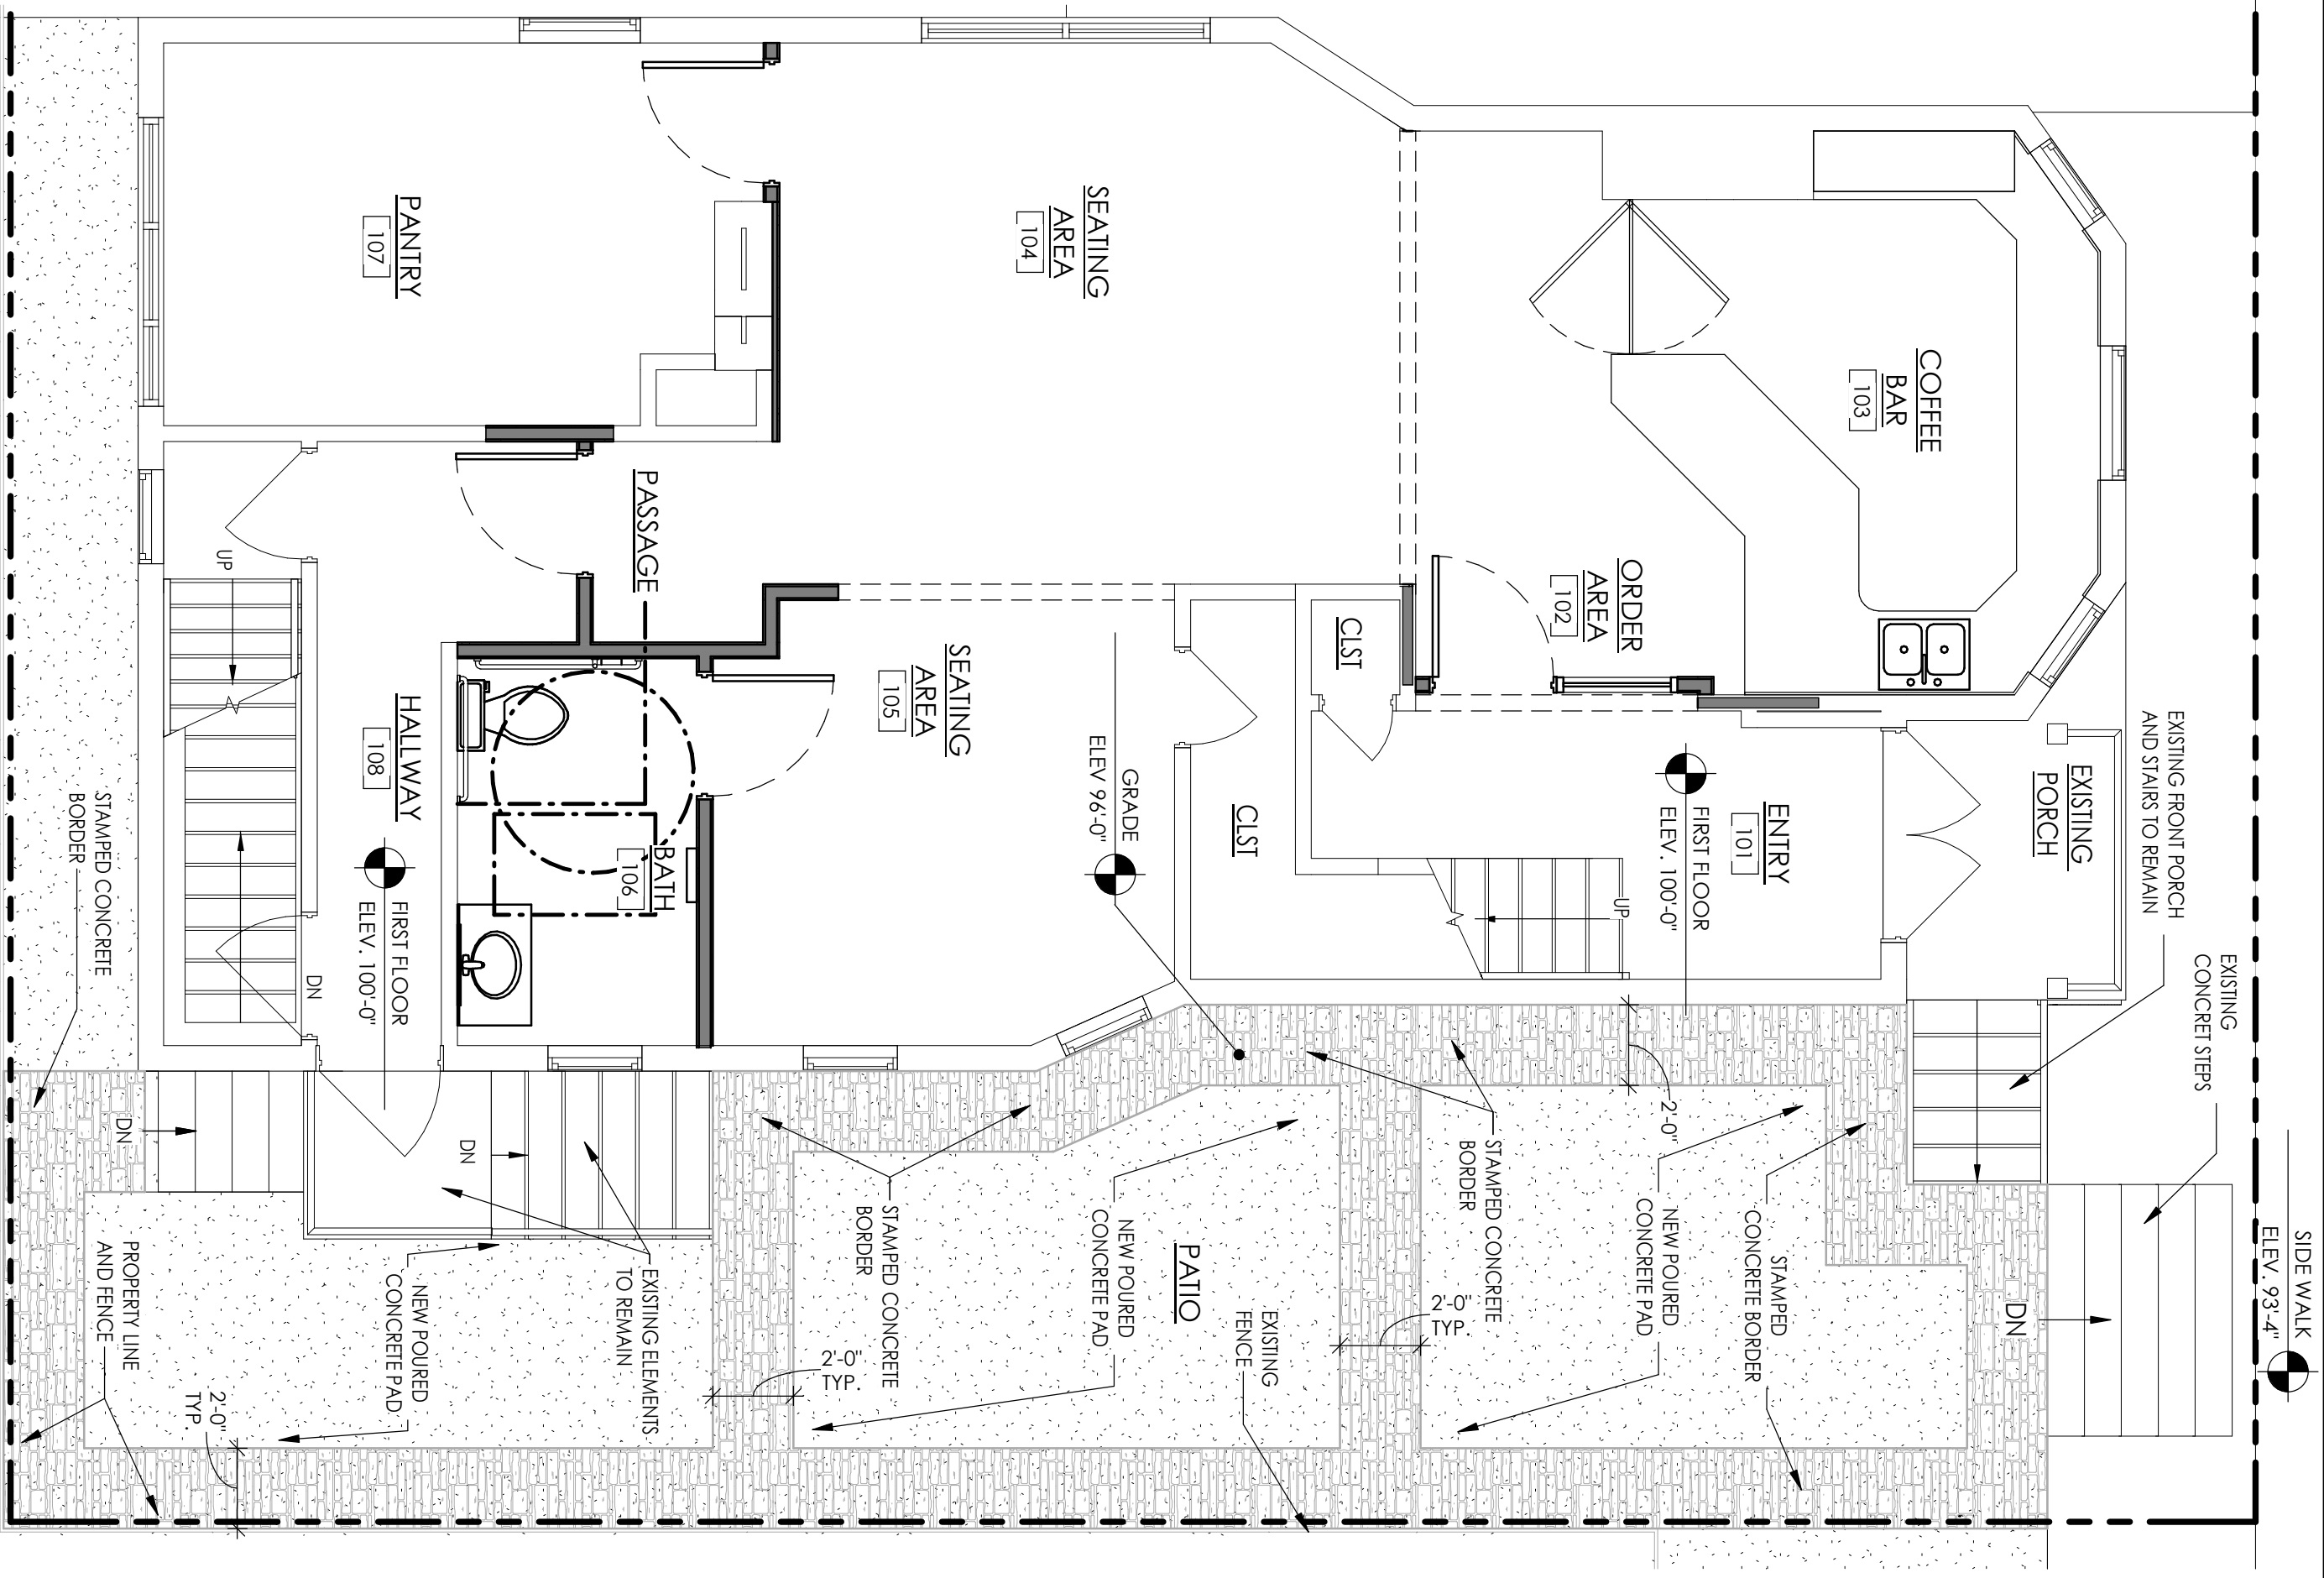 SIDE WALK
ELEV. 93'-4"
EXISTING
CONCRET STEPS
EXISTING FRONT PORCH
AND STAIRS TO REMAIN
EXISTING
PORCH
DN
COFFEE
BAR
103
ENTRY
101
FIRST FLOOR
ELEV. 100'-0"
STAMPED
CONCRETE BORDER
ORDER
AREA
102
UP
2'-0"
NEW POURED
CONCRETE PAD
STAMPED CONCRETE
BORDER
2'-0"
TYP.
CLST
CLST
EXISTING
FENCE
PATIO
SEATING
AREA
104
GRADE
ELEV 96'-0"
NEW POURED
CONCRETE PAD
SEATING
AREA
105
STAMPED CONCRETE
BORDER
2'-0"
TYP.
PASSAGE
BATH
106
EXISTING ELEMENTS
TO REMAIN
DN
PANTRY
107
HALLWAY
108
FIRST FLOOR
ELEV. 100'-0"
NEW POURED
CONCRETE PAD
DN
UP
2'-0"
TYP.
DN
PROPERTY LINE
AND FENCE
STAMPED CONCRETE
BORDER